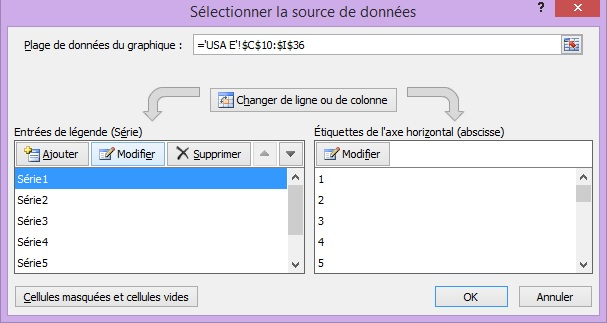 Sélectionner la source de données
?
Plage de données du graphique :
='USA E'!$C$10:$I$36
Changer de ligne ou de colonne
Entrées de légende (Série)
Ajouter
Modifier
Supprimer
Série1
Série2
Série3
Série4
Série5
Étiquettes de l'axe horizontal (abscisse)
Modifier
1
2
3
4
5
Cellules masquées et cellules vides
OK
Annuler